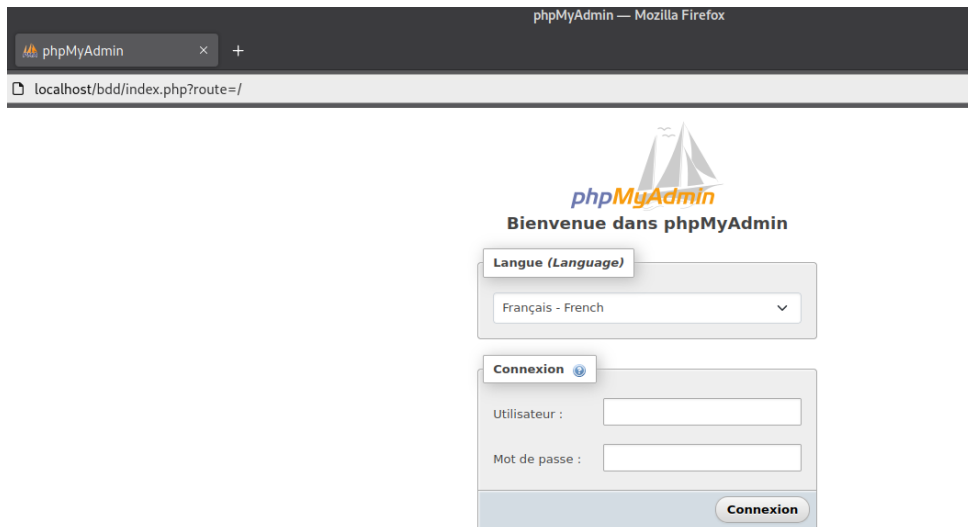 phpMyAdmin — Mozilla Firefox
phpMyAdmin × +
localhost/bdd/index.php?route=/
phpMyAdmin
Bienvenue dans phpMyAdmin
Langue (Language)
Français - French
Connexion
Utilisateur :
Mot de passe :
Connexion